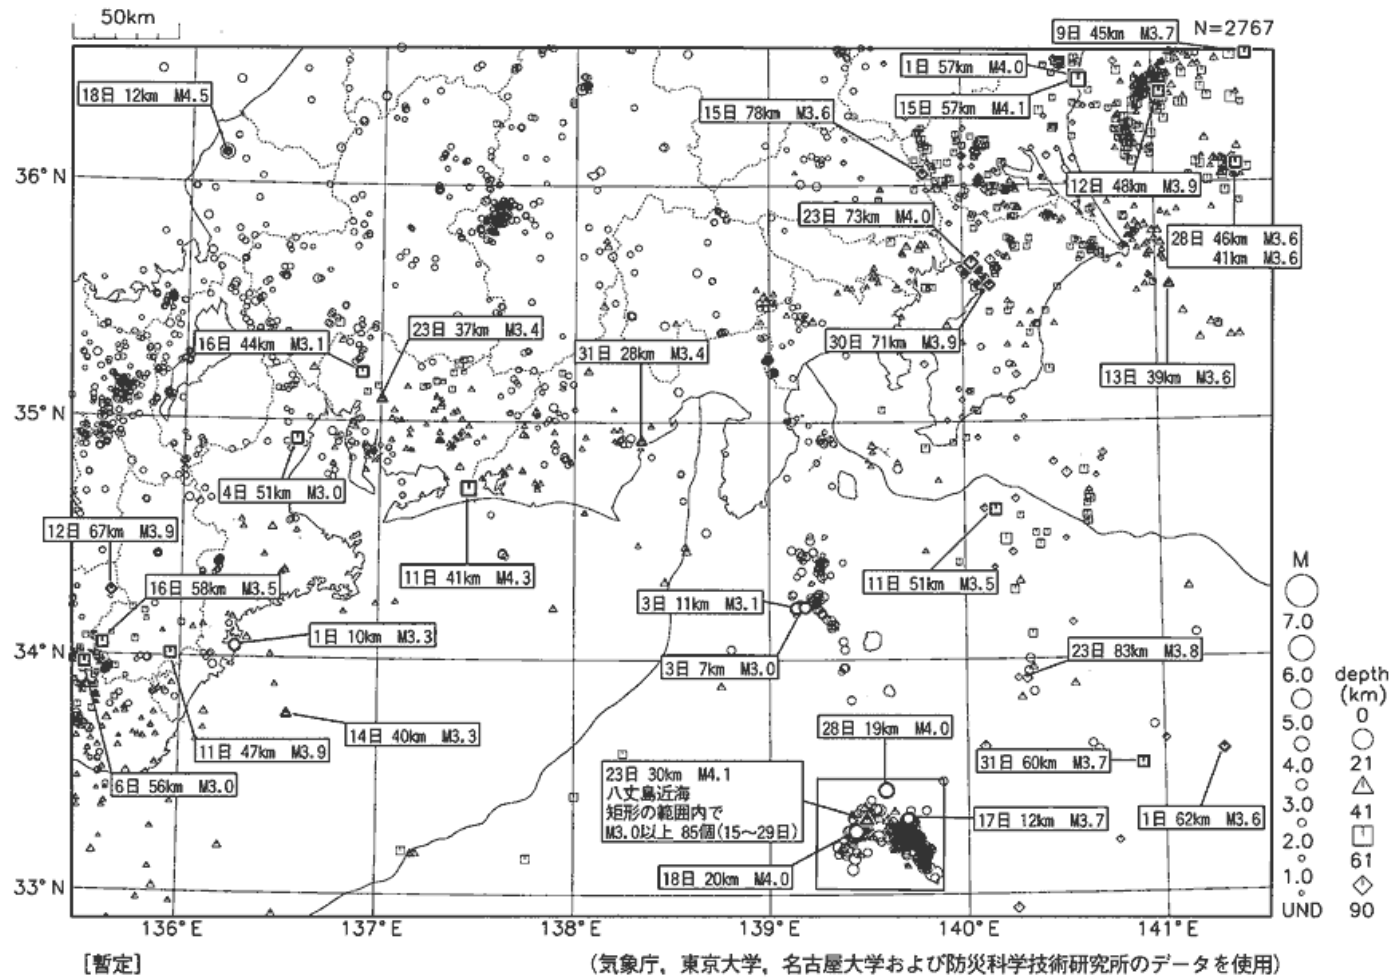 50km
N=2767
9日 45km M3.7
1日 57km M4.0
18日 12km M4.5
15日 57km M4.1
15日 78km M3.6
36°N
12日 48km M3.9
23日 73km M4.0
28日 46km M3.6
41km M3.6
23日 37km M3.4
16日 44km M3.1
31日 28km M3.4
30日 71km M3.9
13日 39km M3.6
35°N
4日 51km M3.0
12日 67km M3.9
11日 41km M4.3
11日 51km M3.5
16日 58km M3.5
3日 11km M3.1
1日 10km M3.3
34°N
3日 7km M3.0
23日 83km M3.8
14日 40km M3.3
28日 19km M4.0
11日 47km M3.9
31日 60km M3.7
6日 56km M3.0
23日 30km M4.1
八丈島近海
矩形の範囲内で
M3.0以上 85個(15～29日)
17日 12km M3.7
1日 62km M3.6
18日 20km M4.0
33°N
136°E
137°E
138°E
139°E
140°E
141°E
M
7.0
6.0
5.0
4.0
3.0
2.0
1.0
UND
depth
(km)
0
21
41
61
90
[暫定]
(気象庁，東京大学，名古屋大学および防災科学技術研究所のデータを使用)